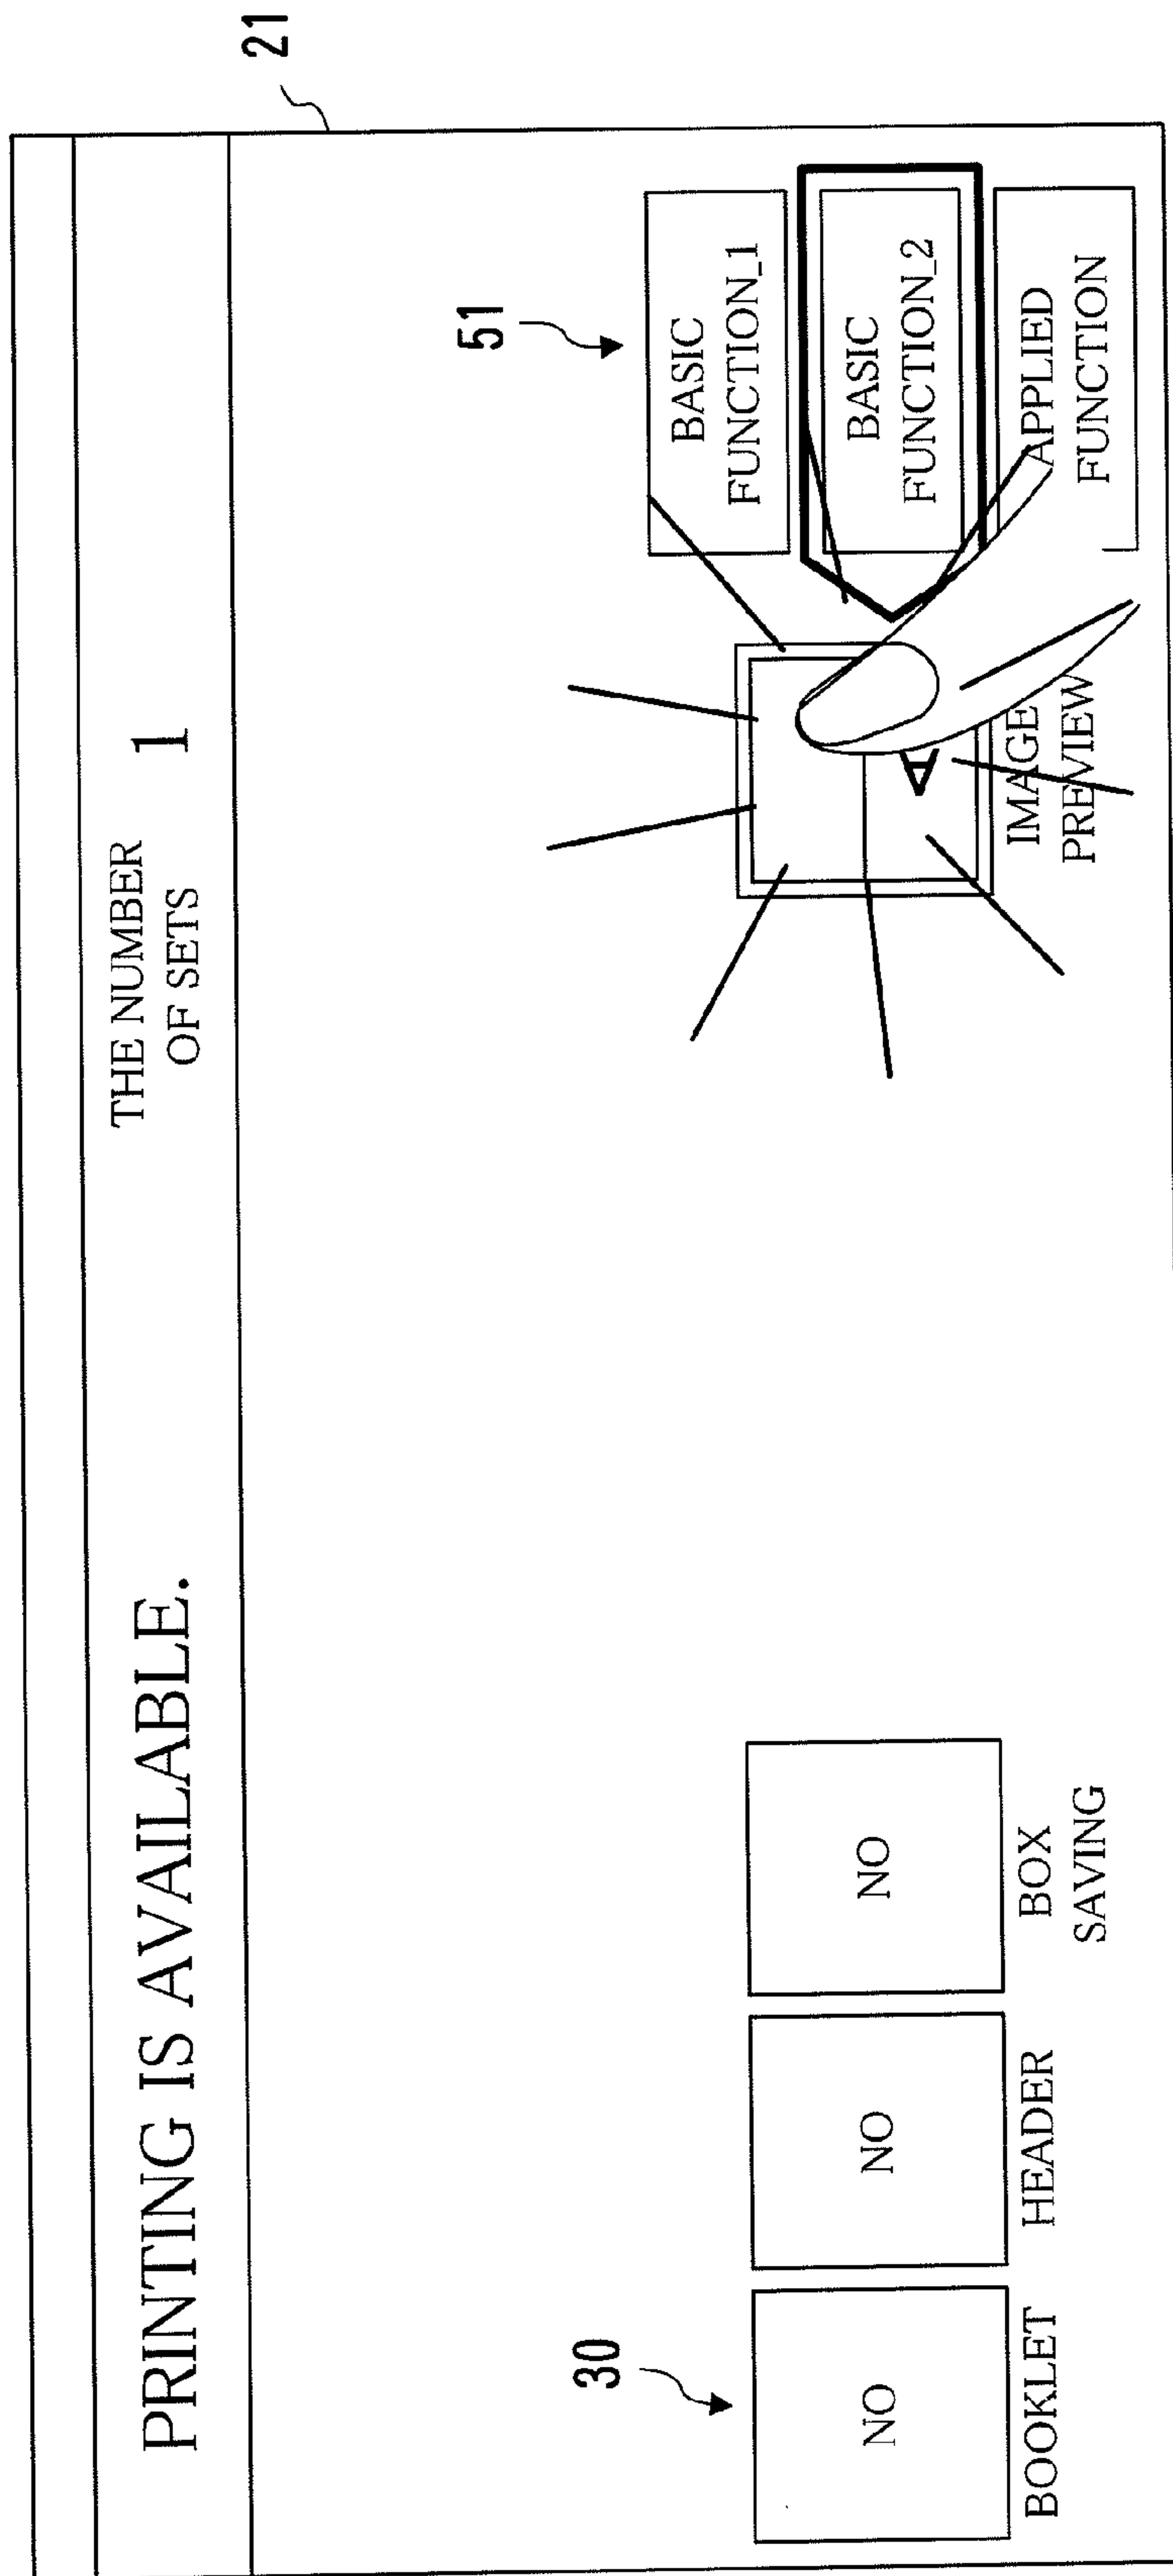 21
PRINTING IS AVAILABLE.
THE NUMBER
OF SETS
1
30
NO
BOOKLET
NO
HEADER
NO
BOX
SAVING
A
IMAGE
PREVIEW
51
BASIC
FUNCTION_1
BASIC
FUNCTION_2
APPLIED
FUNCTION